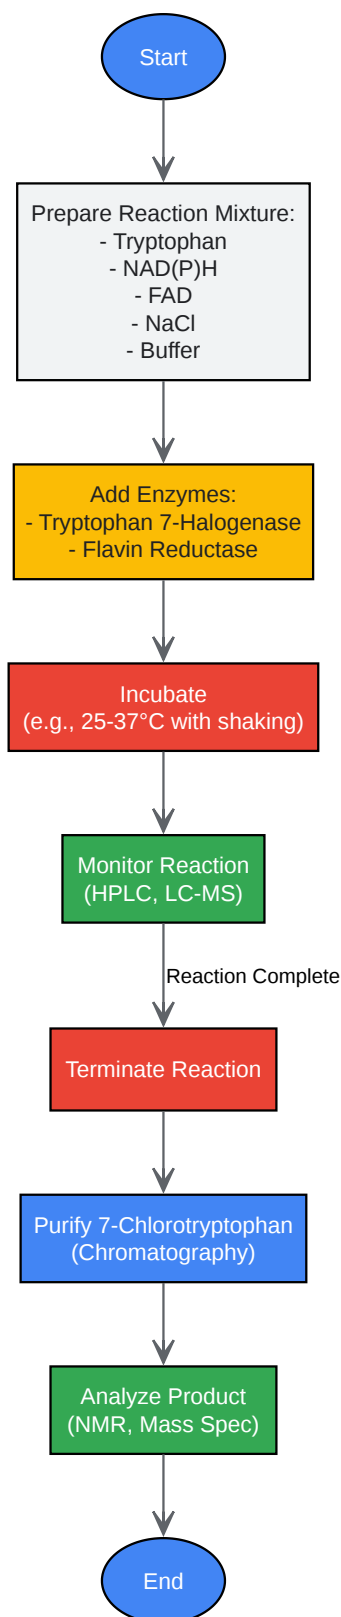 Start
Prepare Reaction Mixture:
- Tryptophan
- NAD(P)H
- FAD
- NaCl
- Buffer
Add Enzymes:
- Tryptophan 7-Halogenase
- Flavin Reductase
Incubate
(e.g., 25-37°C with shaking)
Monitor Reaction
(HPLC, LC-MS)
Reaction Complete
Terminate Reaction
Purify 7-Chlorotryptophan
(Chromatography)
Analyze Product
(NMR, Mass Spec)
End